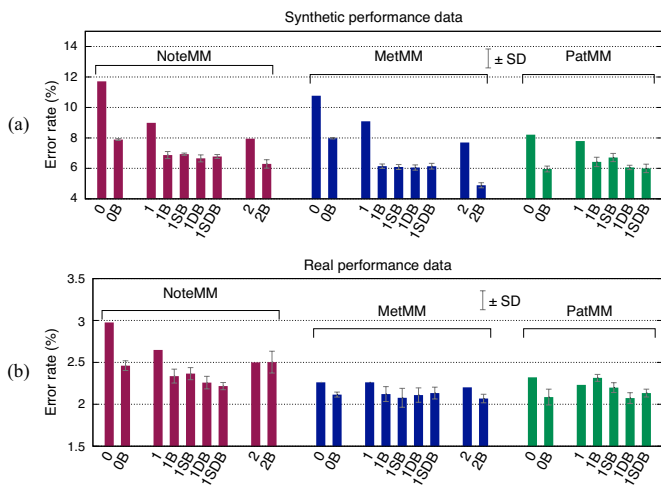 Synthetic performance data
(a)
Error rate (%)
14
12
10
8
6
4
NoteMM MetMM ± SD PatMM
0 0B 1 1B 1SB 1DB 1SDB 2 2B 0 0B 1 1B 1SB 1DB 1SDB 2 2B 0 0B 1 1B 1SB 1DB 1SDB
Real performance data
(b)
Error rate (%)
3.5
3
2.5
2
1.5
NoteMM MetMM ± SD PatMM
0 0B 1 1B 1SB 1DB 1SDB 2 2B 0 0B 1 1B 1SB 1DB 1SDB 2 2B 0 0B 1 1B 1SB 1DB 1SDB